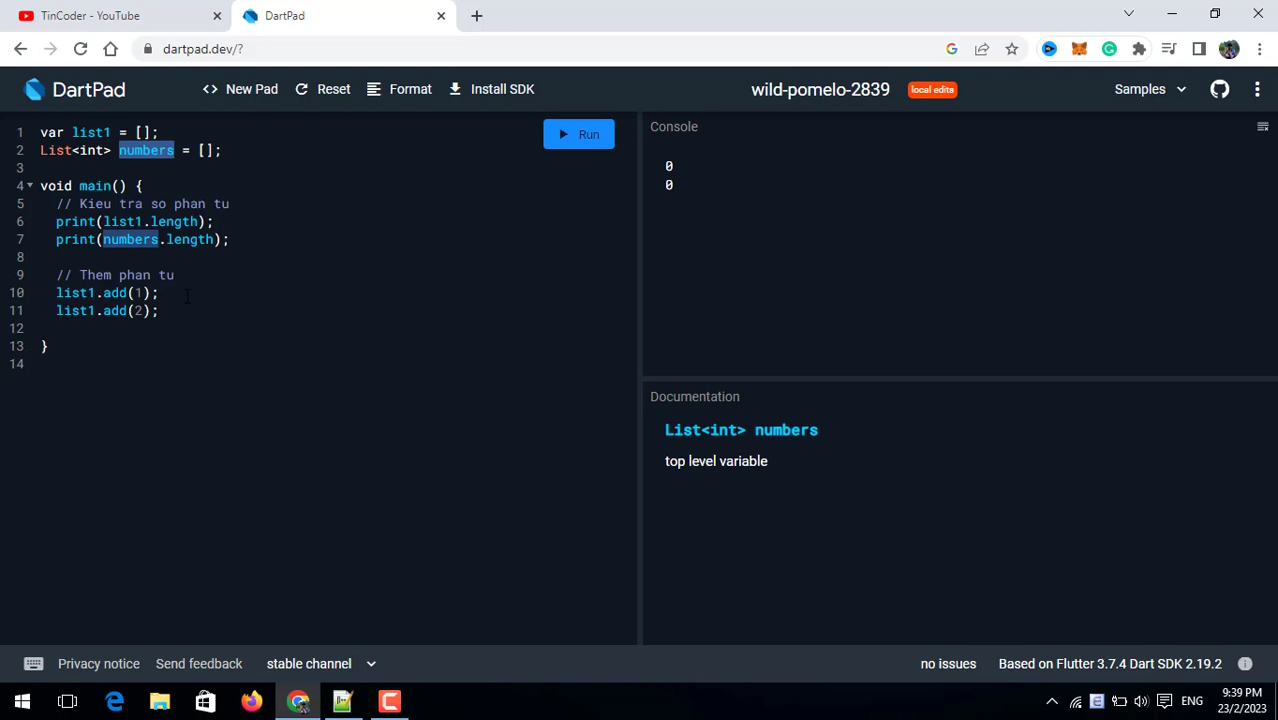 TinCoder - YouTube
DartPad
dartpad.dev/?
DartPad
New Pad
Reset
Format
Install SDK
wild-pomelo-2839
local edits
Samples
1 var list1 = [];
2 List<int> numbers = [];
3
4 void main() {
5 // Kieu tra so phan tu
6 print(list1.length);
7 print(numbers.length);
8
9 // Them phan tu
10 list1.add(1);
11 list1.add(2);
12
13 }
14
Run
Console
0
0
Documentation
List<int> numbers
top level variable
Privacy notice
Send feedback
stable channel
no issues
Based on Flutter 3.7.4 Dart SDK 2.19.2
ENG
9:39 PM
23/2/2023